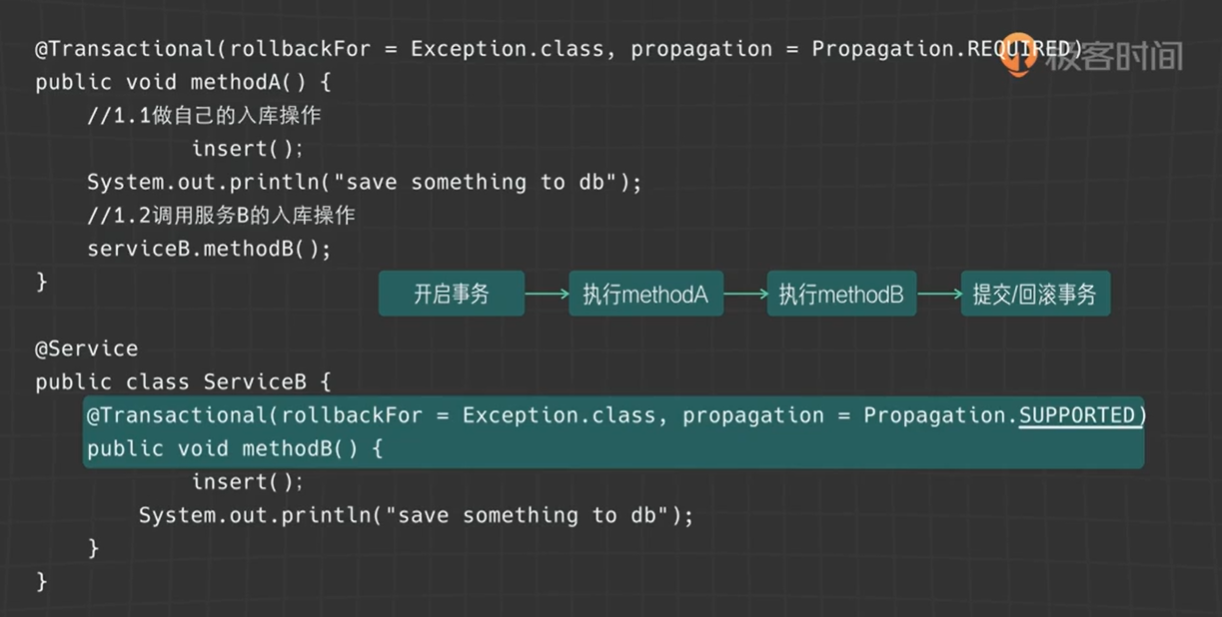 @Transactional(rollbackFor = Exception.class, propagation = Propagation.REQUIRED)
极客时间
public void methodA() {
//1.1做自己的入库操作
insert();
System.out.println("save something to db");
//1.2调用服务B的入库操作
serviceB.methodB();
}
开启事务
执行methodA
执行methodB
提交/回滚事务
@Service
public class ServiceB {
@Transactional(rollbackFor = Exception.class, propagation = Propagation.SUPPORTED)
public void methodB() {
insert();
System.out.println("save something to db");
}
}